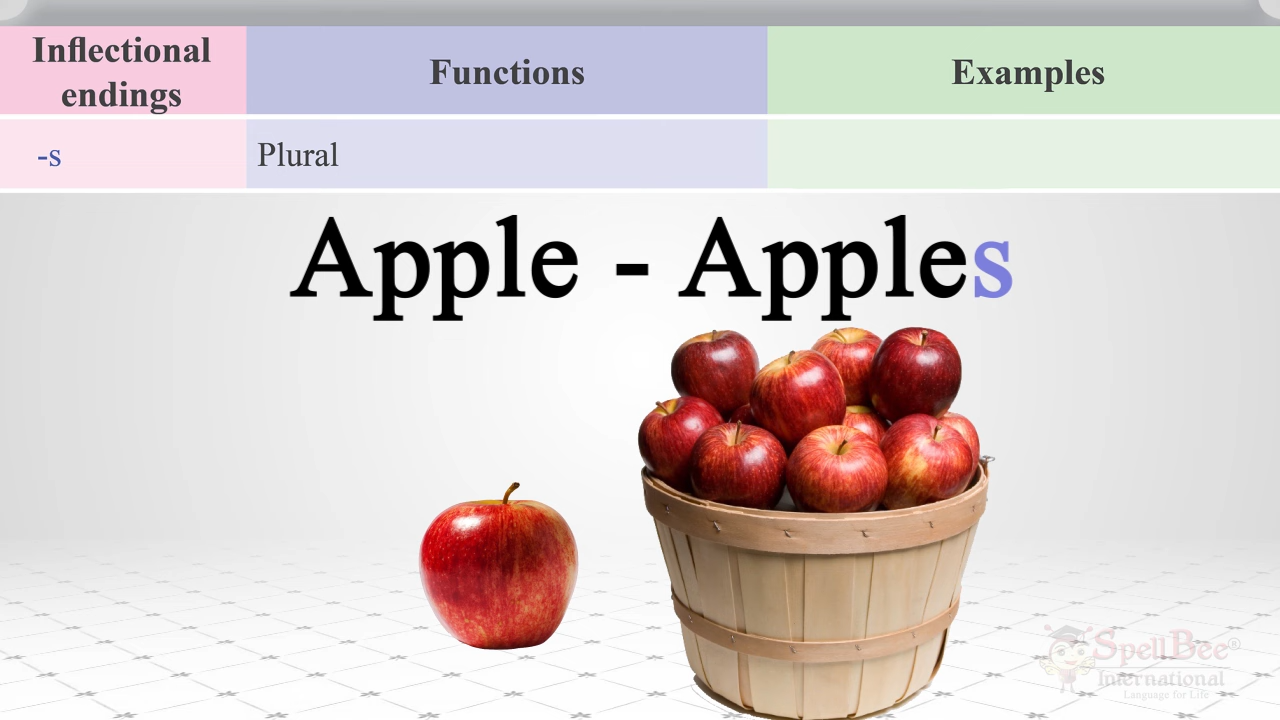 Inflectional
endings
Functions
Examples
-s
Plural
Apple - Apples
SpellBee®
International
Language for Life